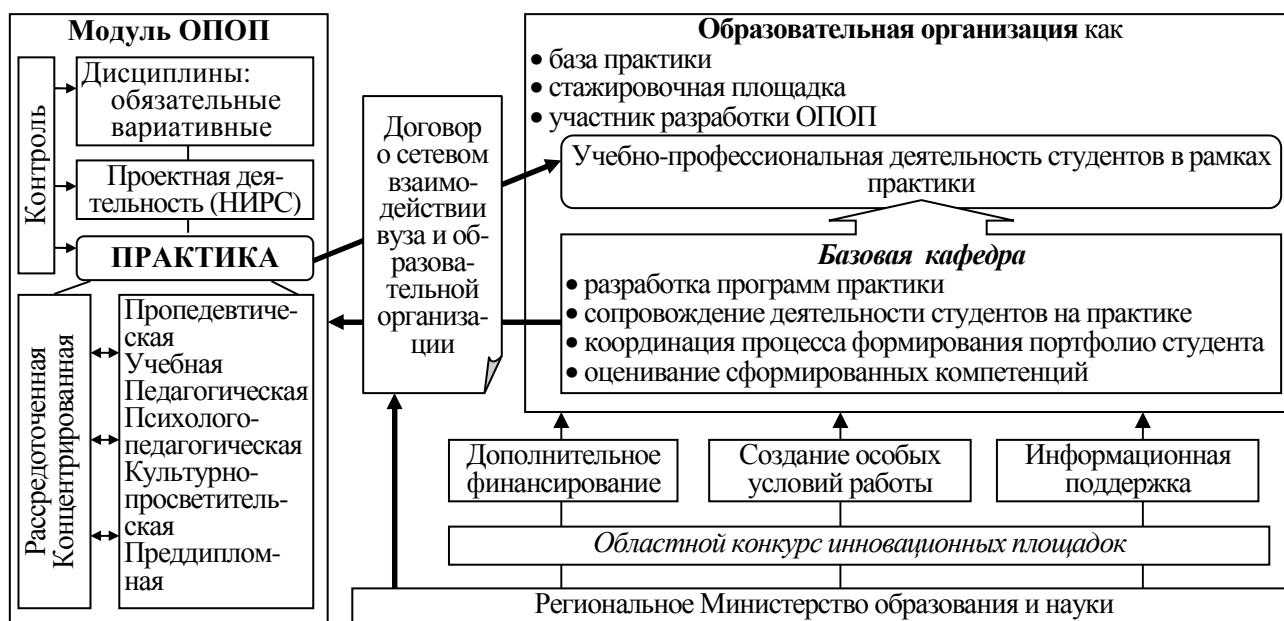 Модуль ОПОП
Контроль
Дисциплины:
обязательные
вариативные
Проектная дея-
тельность (НИРС)
ПРАКТИКА
Рассредоточенная
Концентрированная
Пропедевтиче-
ская
Учебная
Педагогическая
Психолого-
педагогическая
Культурно-
просветитель-
ская
Преддиплом-
ная
Договор
о сетевом
взаимо-
действии
вуза и об-
разова-
тельной
организа-
ции
Образовательная организация как
• база практики
• стажировочная площадка
• участник разработки ОПОП
Учебно-профессиональная деятельность студентов в рамках
практики
Базовая кафедра
• разработка программ практики
• сопровождение деятельности студентов на практике
• координация процесса формирования портфолио студента
• оценивание сформированных компетенций
Дополнительное
финансирование
Создание особых
условий работы
Информационная
поддержка
Областной конкурс инновационных площадок
Региональное Министерство образования и науки